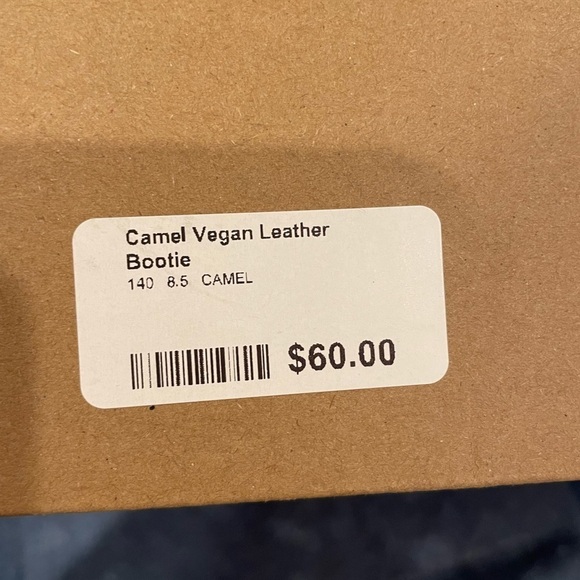 Camel Vegan Leather
Bootie
140 8.5 CAMEL
$60.00